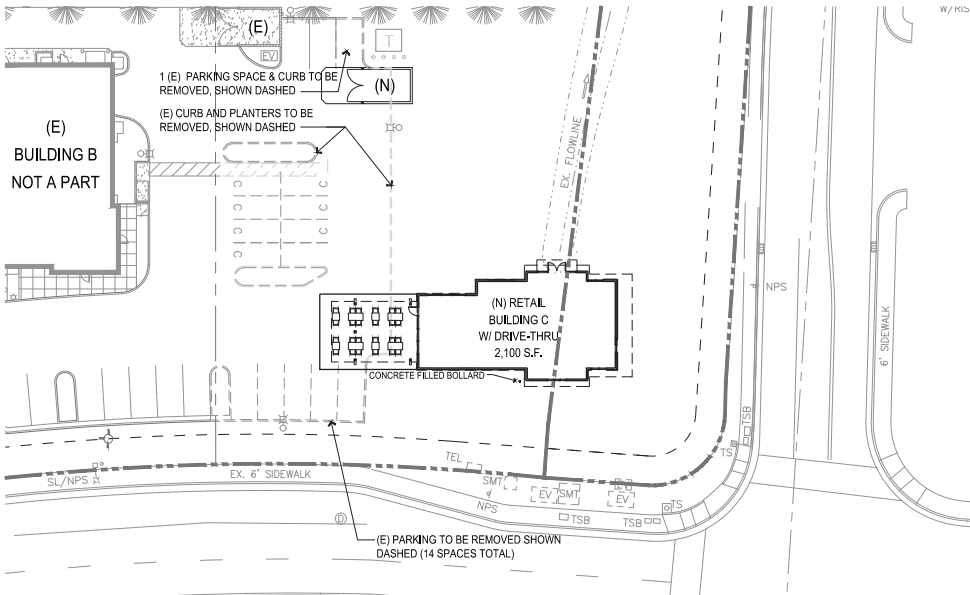 W/RIS
(E)
EV
T
1 (E) PARKING SPACE & CURB TO BE
REMOVED, SHOWN DASHED
(N)
(E) CURB AND PLANTERS TO BE
REMOVED, SHOWN DASHED
(E)
BUILDING B
NOT A PART
EX. FLOWLINE
C C
C C
C C
C C
NPS
(N) RETAIL
BUILDING C
W/ DRIVE-THRU
2,100 S.F.
6' SIDEWALK
CONCRETE FILLED BOLLARD
TSB
TS
TEL
SL/NPS
EX. 6' SIDEWALK
SMT
EV
SMT
EV
NPS
TS
TSB
TSB
D
(E) PARKING TO BE REMOVED SHOWN
DASHED (14 SPACES TOTAL)